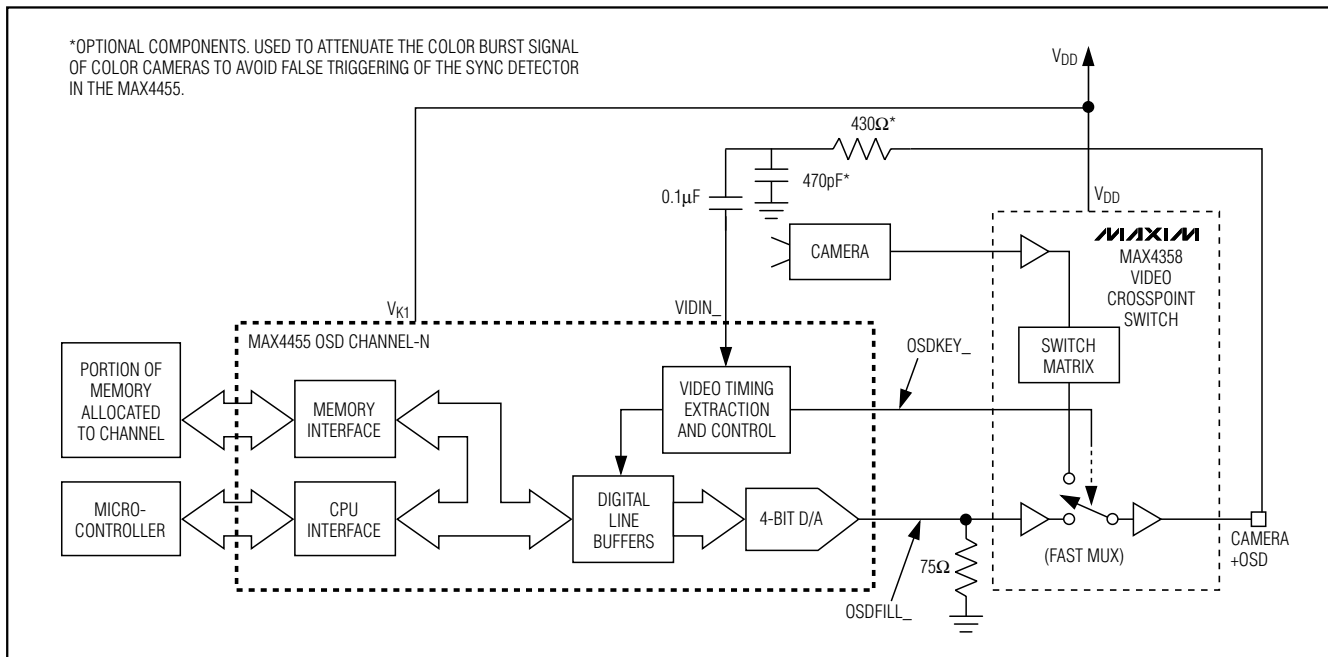 *OPTIONAL COMPONENTS. USED TO ATTENUATE THE COLOR BURST SIGNAL
OF COLOR CAMERAS TO AVOID FALSE TRIGGERING OF THE SYNC DETECTOR
IN THE MAX4455.
VDD
430Ω*
470pF*
0.1µF
VDD
CAMERA
MAXIM
MAX4358
VIDEO
CROSSPOINT
SWITCH
VK1
VIDIN_
MAX4455 OSD CHANNEL-N
OSDKEY_
SWITCH
MATRIX
PORTION OF
MEMORY
ALLOCATED
TO CHANNEL
MEMORY
INTERFACE
VIDEO TIMING
EXTRACTION
AND CONTROL
MICRO-
CONTROLLER
CPU
INTERFACE
DIGITAL
LINE
BUFFERS
4-BIT D/A
75Ω
(FAST MUX)
CAMERA
+OSD
OSDFILL_